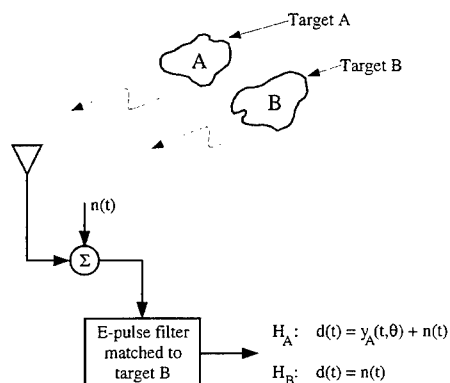 Target A
A
Target B
B
n(t)
Σ
E-pulse filter
matched to
target B
H_A: d(t) = y_A(t,θ) + n(t)
H_B: d(t) = n(t)